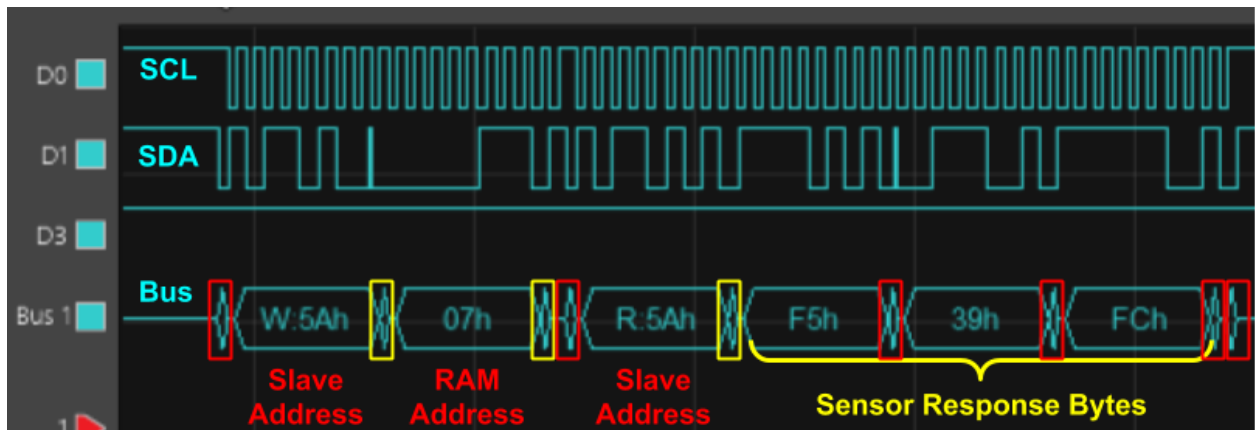 D0
SCL
D1
SDA
D3
Bus
Bus 1
W:5Ah
07h
R:5Ah
F5h
39h
FCh
Slave
Address
RAM
Address
Slave
Address
Sensor Response Bytes
1